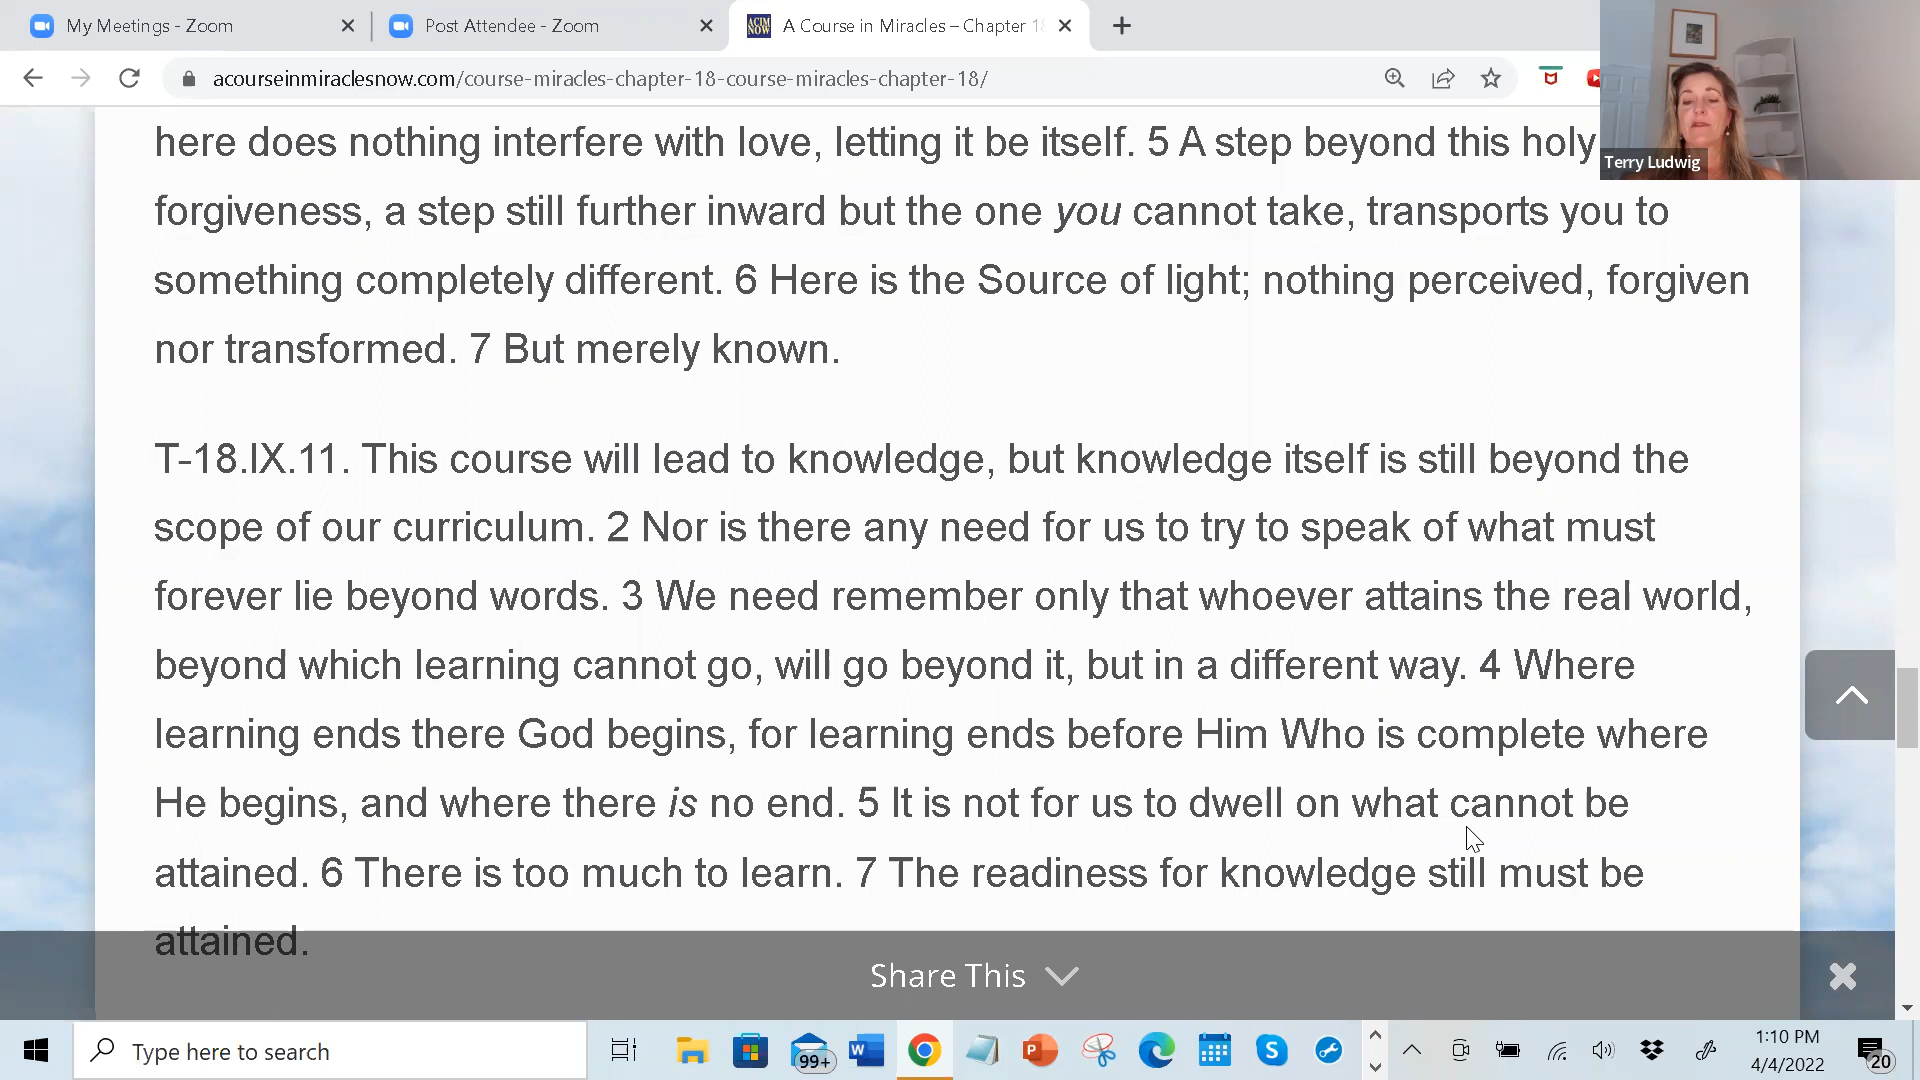 My Meetings - Zoom
Post Attendee - Zoom
ACIM NOW
A Course in Miracles – Chapter 18
acourseinmiraclesnow.com/course-miracles-chapter-18-course-miracles-chapter-18/
Terry Ludwig
here does nothing interfere with love, letting it be itself. 5 A step beyond this holy
forgiveness, a step still further inward but the one you cannot take, transports you to
something completely different. 6 Here is the Source of light; nothing perceived, forgiven
nor transformed. 7 But merely known.
T-18.IX.11. This course will lead to knowledge, but knowledge itself is still beyond the
scope of our curriculum. 2 Nor is there any need for us to try to speak of what must
forever lie beyond words. 3 We need remember only that whoever attains the real world,
beyond which learning cannot go, will go beyond it, but in a different way. 4 Where
learning ends there God begins, for learning ends before Him Who is complete where
He begins, and where there is no end. 5 It is not for us to dwell on what cannot be
attained. 6 There is too much to learn. 7 The readiness for knowledge still must be
attained.
Share This
Type here to search
99+
W
P
S
1:10 PM
4/4/2022
20